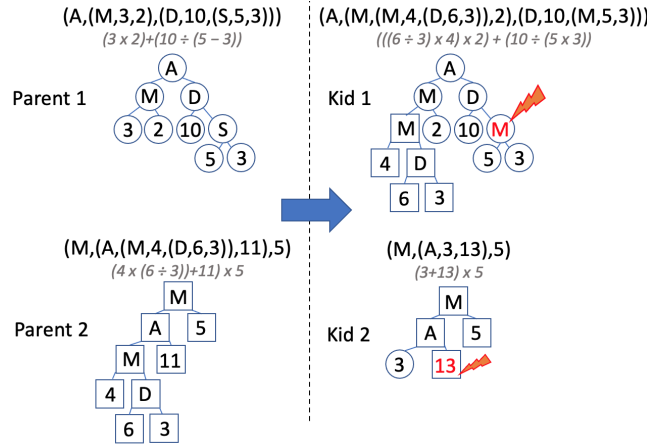 (A,(M,3,2),(D,10,(S,5,3)))
(3 x 2)+(10 ÷ (5 – 3))
Parent 1
A
M D
3 2 10 S
5 3
(A,(M,(M,4,(D,6,3)),2),(D,10,(M,5,3)))
(((6 ÷ 3) x 4) x 2) + (10 ÷ (5 x 3))
Kid 1
A
M D
M 2 10 M
4 D 5 3
6 3
(M,(A,(M,4,(D,6,3)),11),5)
(4 x (6 ÷ 3))+11) x 5
Parent 2
M
A 5
M 11
4 D
6 3
(M,(A,3,13),5)
(3+13) x 5
Kid 2
M
A 5
3 13